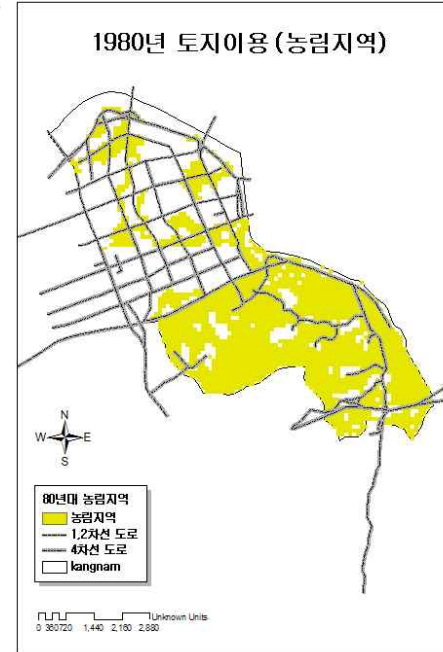 1980년 토지이용(농림지역)
N
W E
S
80년대 농림지역
농림지역
1,2차선 도로
4차선 도로
kangnam
Unknown Units
0 360720 1,440 2,160 2,880